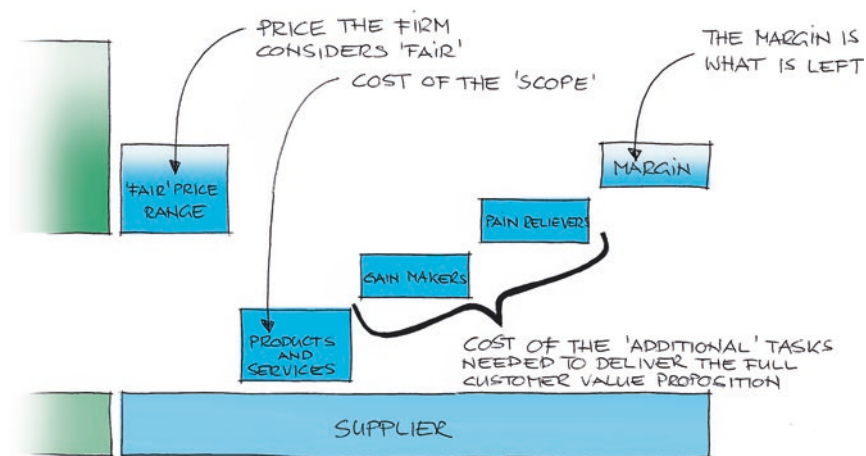 PRICE THE FIRM
CONSIDERS 'FAIR'
COST OF THE 'SCOPE'
THE MARGIN IS
WHAT IS LEFT
'FAIR' PRICE
RANGE
MARGIN
PAIN RELIEVERS
GAIN MAKERS
PRODUCTS
AND
SERVICES
COST OF THE 'ADDITIONAL' TASKS
NEEDED TO DELIVER THE FULL
CUSTOMER VALUE PROPOSITION
SUPPLIER